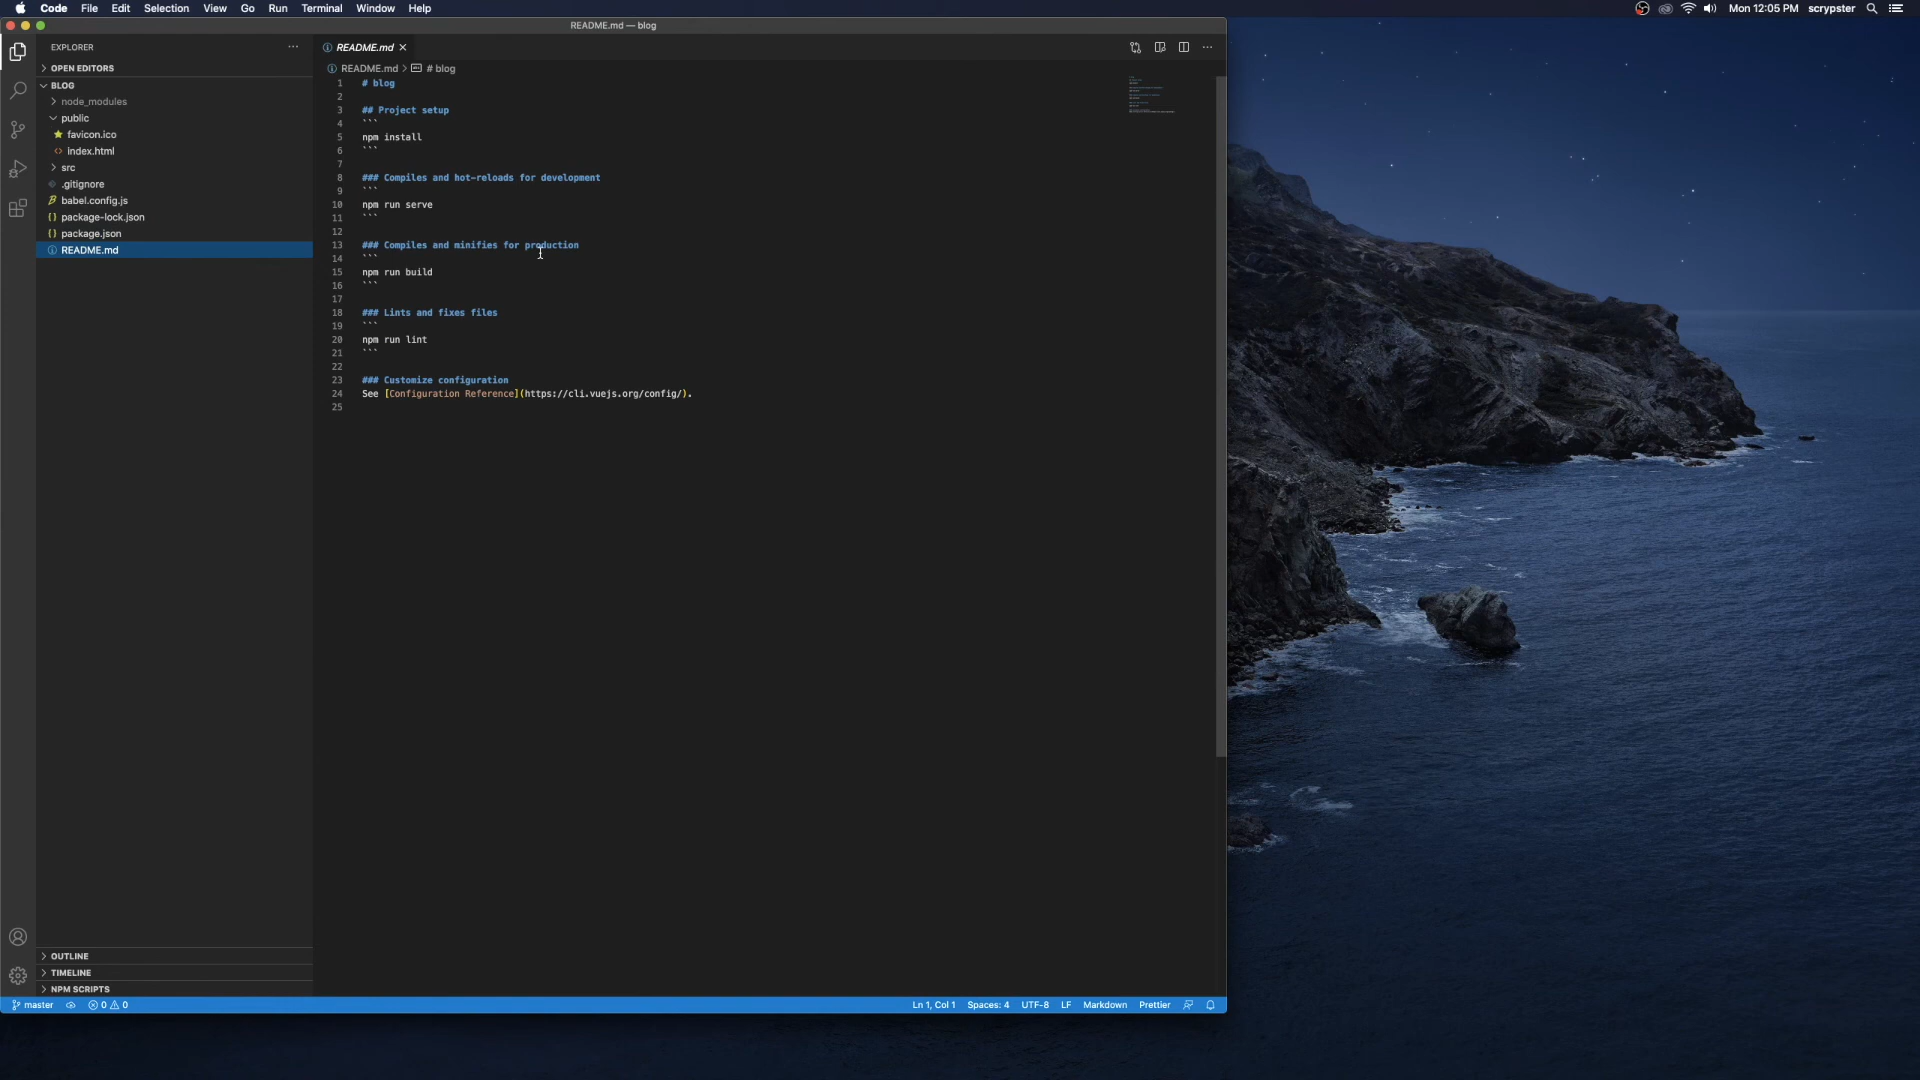 Code File Edit Selection View Go Run Terminal Window Help
Mon 12:05 PM scrypster
README.md — blog
EXPLORER
OPEN EDITORS
BLOG
node_modules
public
favicon.ico
index.html
src
.gitignore
babel.config.js
package-lock.json
package.json
README.md
OUTLINE
TIMELINE
NPM SCRIPTS
README.md
README.md > # blog
1 # blog
2
3 ## Project setup
4 ```
5 npm install
6 ```
7
8 ### Compiles and hot-reloads for development
9 ```
10 npm run serve
11 ```
12
13 ### Compiles and minifies for production
14 ```
15 npm run build
16 ```
17
18 ### Lints and fixes files
19 ```
20 npm run lint
21 ```
22
23 ### Customize configuration
24 See [Configuration Reference](https://cli.vuejs.org/config/).
25
master 0 0
Ln 1, Col 1 Spaces: 4 UTF-8 LF Markdown Prettier